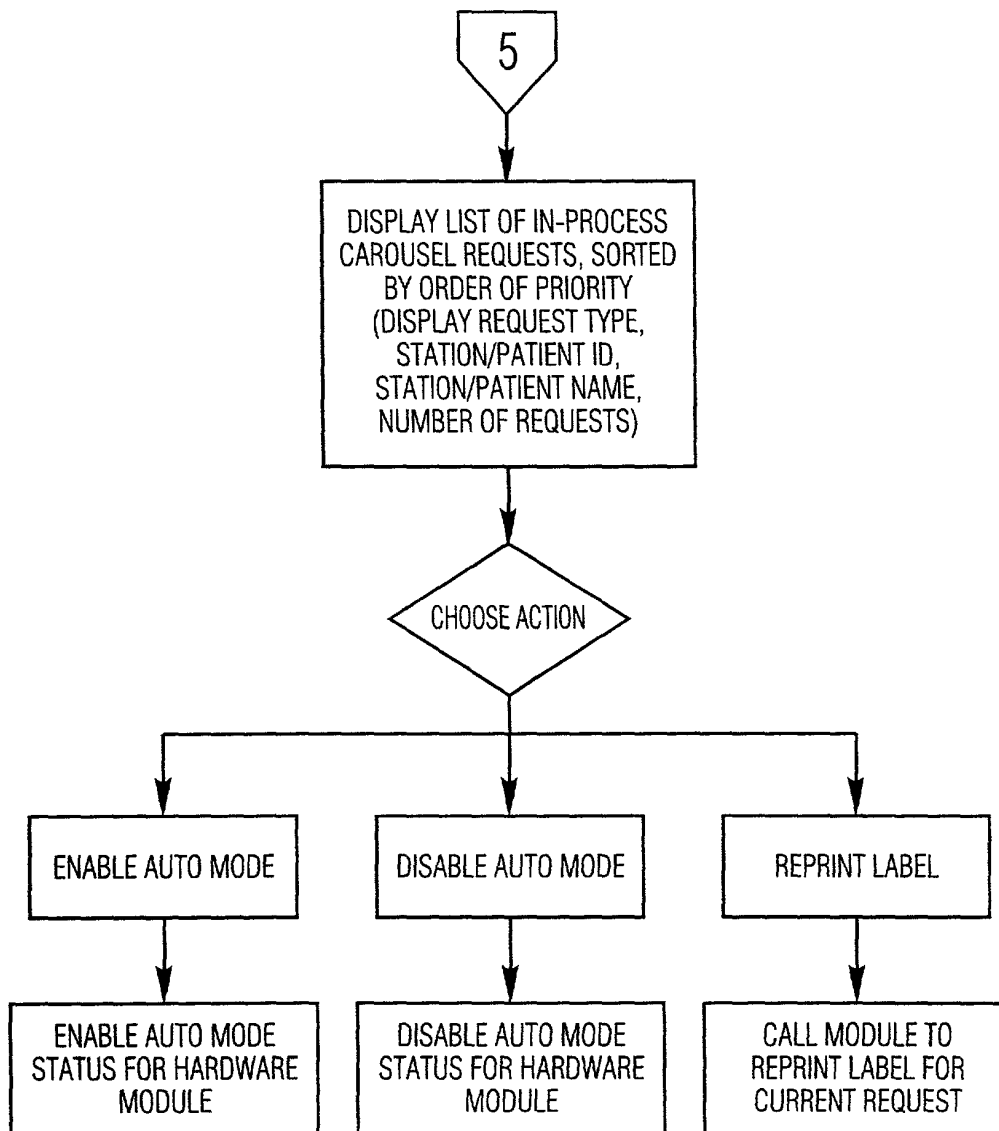 5
DISPLAY LIST OF IN-PROCESS
CAROUSEL REQUESTS, SORTED
BY ORDER OF PRIORITY
(DISPLAY REQUEST TYPE,
STATION/PATIENT ID,
STATION/PATIENT NAME,
NUMBER OF REQUESTS)
CHOOSE ACTION
ENABLE AUTO MODE
DISABLE AUTO MODE
REPRINT LABEL
ENABLE AUTO MODE
STATUS FOR HARDWARE
MODULE
DISABLE AUTO MODE
STATUS FOR HARDWARE
MODULE
CALL MODULE TO
REPRINT LABEL FOR
CURRENT REQUEST